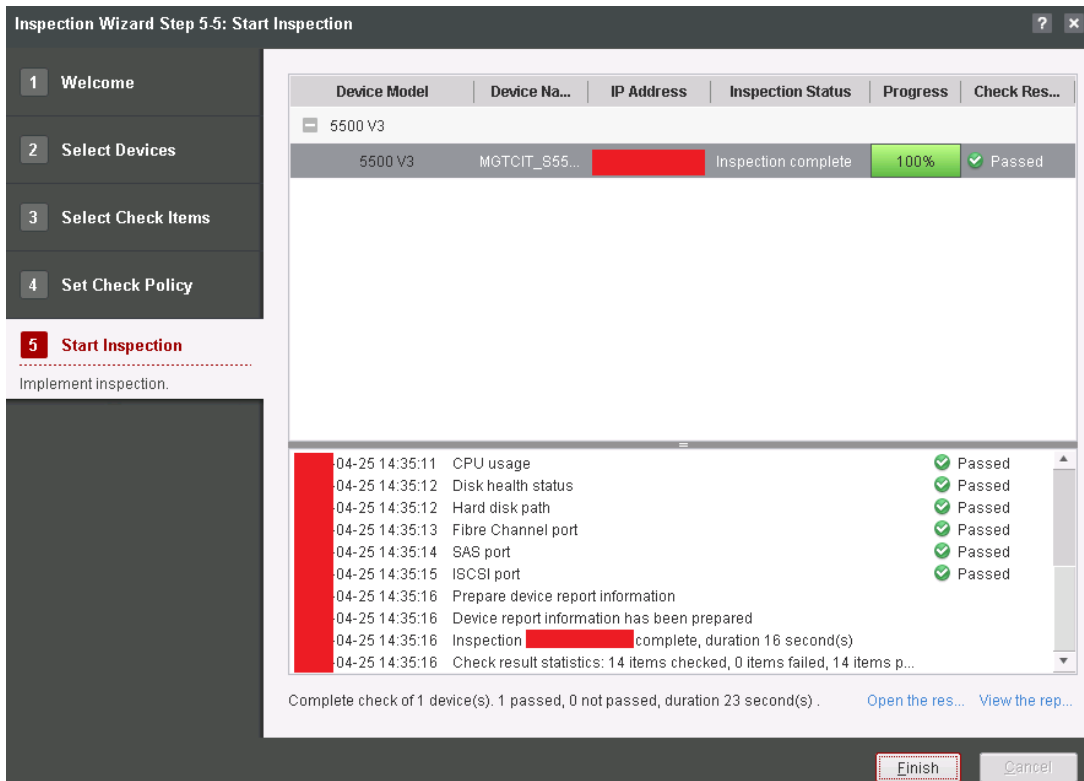 Inspection Wizard Step 5-5: Start Inspection
? ×
1 Welcome
2 Select Devices
3 Select Check Items
4 Set Check Policy
5 Start Inspection
Implement inspection.
Device Model Device Na... IP Address Inspection Status Progress Check Res...
5500 V3
5500 V3 MGTCIT_S55... Inspection complete 100% Passed
-04-25 14:35:11 CPU usage Passed
-04-25 14:35:12 Disk health status Passed
-04-25 14:35:12 Hard disk path Passed
-04-25 14:35:13 Fibre Channel port Passed
-04-25 14:35:14 SAS port Passed
-04-25 14:35:15 ISCSI port Passed
-04-25 14:35:16 Prepare device report information
-04-25 14:35:16 Device report information has been prepared
-04-25 14:35:16 Inspection complete, duration 16 second(s)
-04-25 14:35:16 Check result statistics: 14 items checked, 0 items failed, 14 items p...
Complete check of 1 device(s). 1 passed, 0 not passed, duration 23 second(s) . Open the res... View the rep...
Finish Cancel